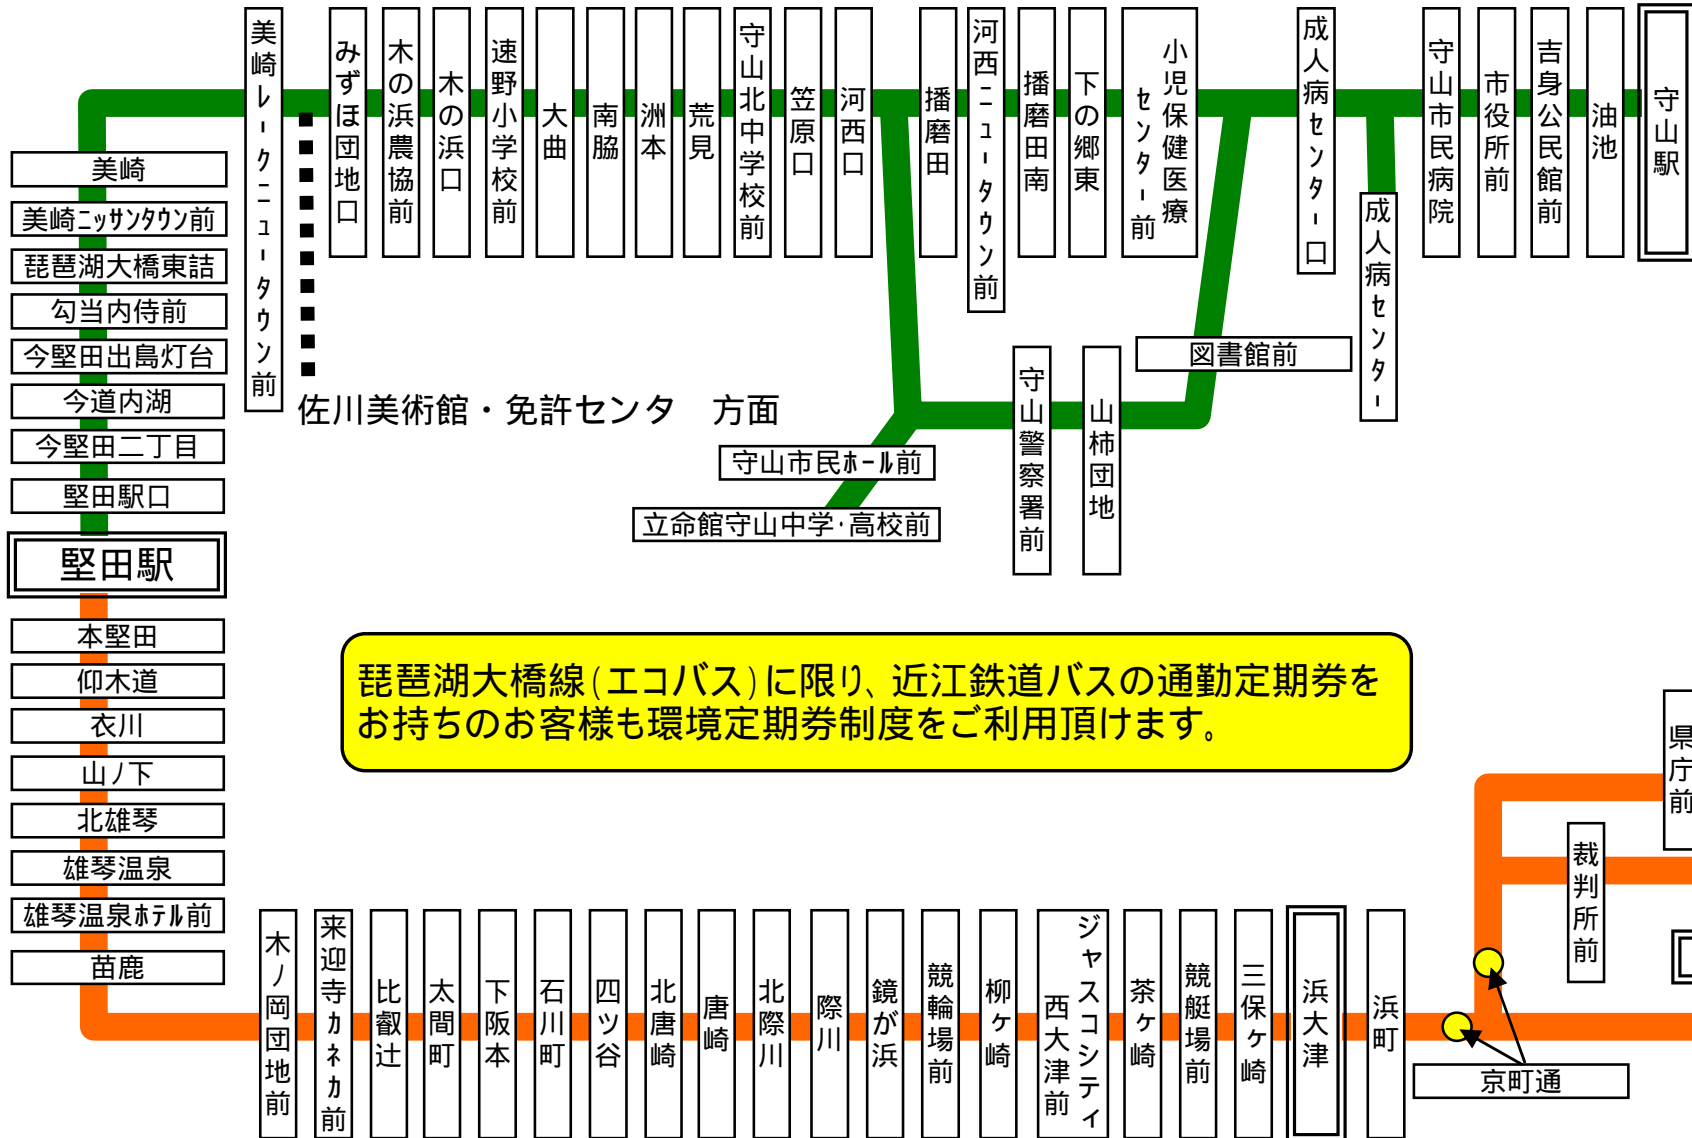 美崎レークニュータウン前
みずほ団地口
木の浜農協前
木の浜口
速野小学校前
大曲
南脇
洲本
荒見
守山北中学校前
笠原口
河西口
播磨田
河西ニュータウン前
播磨田南
下の郷東
小児保健医療
センター前
成人病センター口
成人病センター
守山市民病院
市役所前
吉身公民館前
油池
守山駅
美崎
美崎ニッサンタウン前
琵琶湖大橋東詰
勾当内侍前
今堅田出島灯台
今道内湖
今堅田二丁目
堅田駅口
堅田駅
佐川美術館・免許センタ　方面
図書館前
守山警察署前
山柿団地
守山市民ホール前
立命館守山中学・高校前
本堅田
仰木道
衣川
山ノ下
北雄琴
雄琴温泉
雄琴温泉ホテル前
苗鹿
琵琶湖大橋線(エコバス)に限り、近江鉄道バスの通勤定期券を
お持ちのお客様も環境定期券制度をご利用頂けます。
県庁前
裁判所前
木ノ岡団地前
来迎寺カネカ前
比叡辻
太間町
下阪本
石川町
四ツ谷
北唐崎
唐崎
北際川
際川
鏡が浜
競輪場前
柳ヶ崎
ジャスコシティ
西大津前
茶ヶ崎
競艇場前
三保ヶ崎
浜大津
浜町
京町通